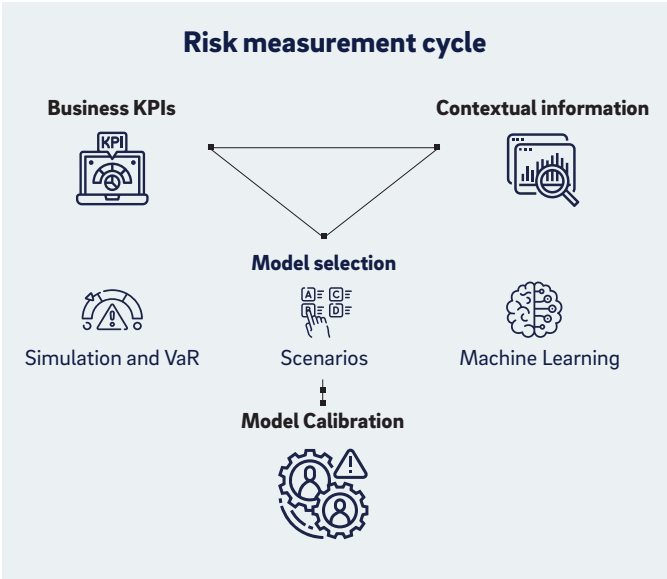 Risk measurement cycle
Business KPIs
Contextual information
KPI
Model selection
A
C
B
D
Simulation and VaR
Scenarios
Machine Learning
Model Calibration